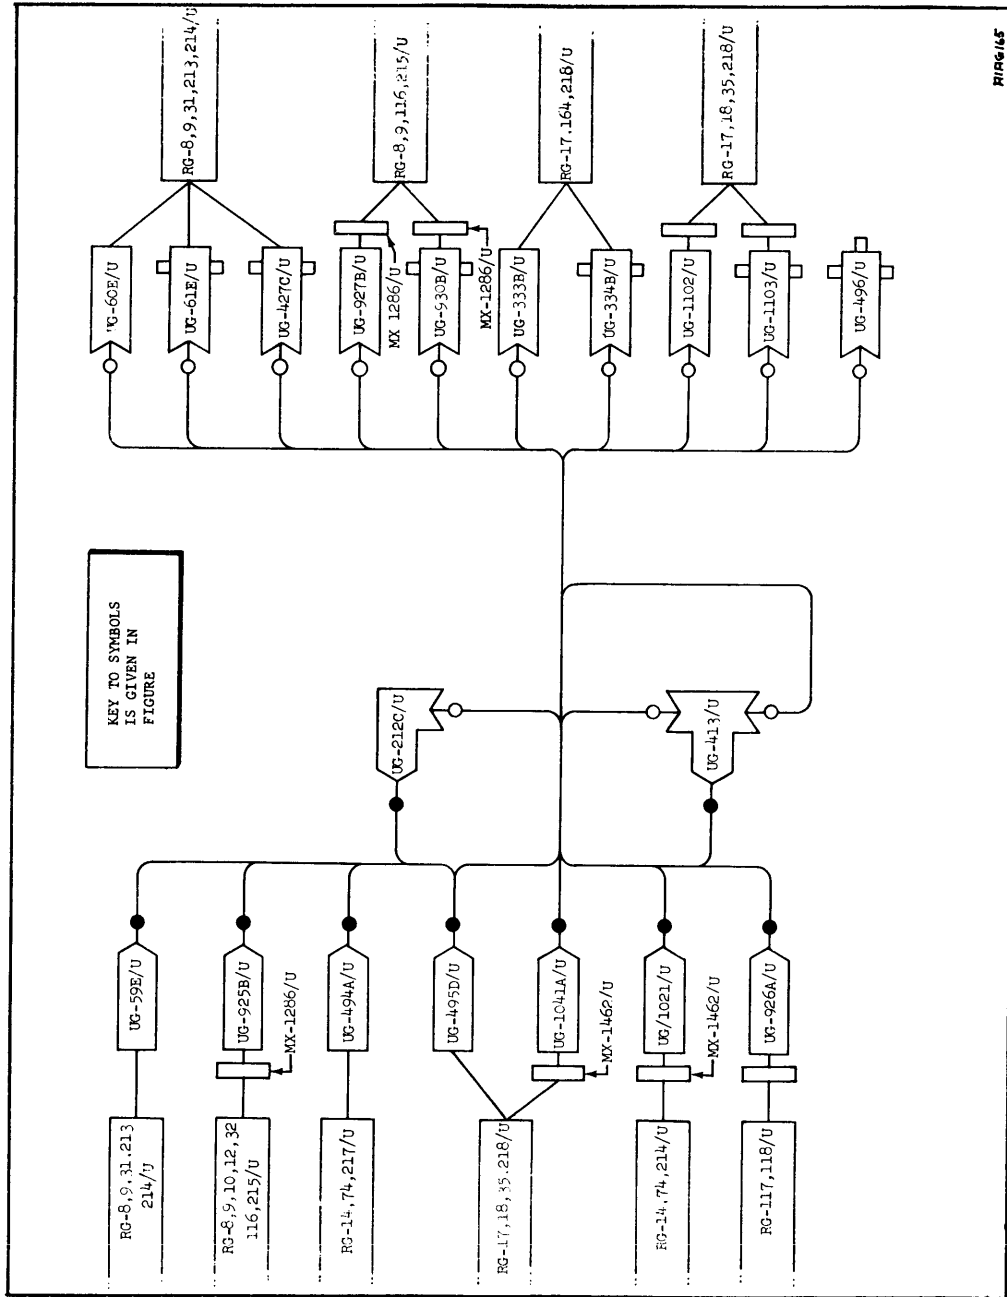 RG-8,9,31.213
214/U
UG-59E/U
RG-8,9,10,12,32
116,215/U
UG-925B/U
MX-1286/U
RG-14,74,217/U
UG-494A/U
RG-17,18,35.218/U
UG-495D/U
UG-1041A/U
MX-1462/U
RG-14.74,214/U
UG/1021/U
MX-1462/U
RG-117,118/U
UG-926A/U
UG-212C/U
UG-413/U
KEY TO SYMBOLS
IS GIVEN IN
FIGURE
UG-60E/U
UG-61E/U
UG-427C/U
RG-8,9,31,213,214/U
UG-927B/U
MX 1286/U
UG-930B/U
MX-1286/U
RG-8,9,116,215/U
UG-333B/U
UG-334B/U
RG-17.164,218/U
UG-1102/U
UG-1103/U
RG-17,18,35,218/U
UG-496/U